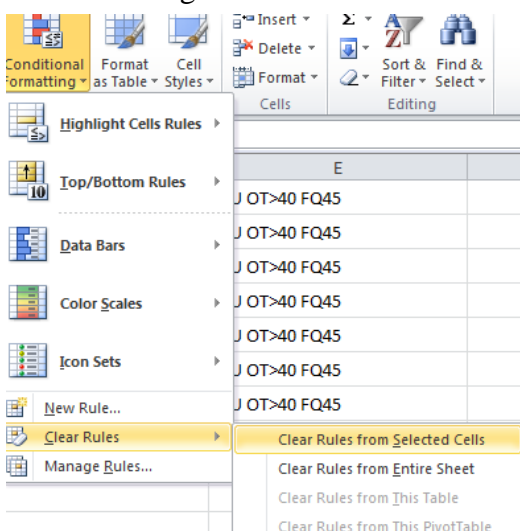 Conditional Formatting
Format as Table
Cell Styles
Insert
Delete
Format
Cells
Σ
AZ
Sort & Filter
Find & Select
Editing
Highlight Cells Rules
Top/Bottom Rules
10
Data Bars
Color Scales
Icon Sets
New Rule...
Clear Rules
Manage Rules...
E
J OT>40 FQ45
J OT>40 FQ45
J OT>40 FQ45
J OT>40 FQ45
J OT>40 FQ45
J OT>40 FQ45
J OT>40 FQ45
Clear Rules from Selected Cells
Clear Rules from Entire Sheet
Clear Rules from This Table
Clear Rules from This PivotTable